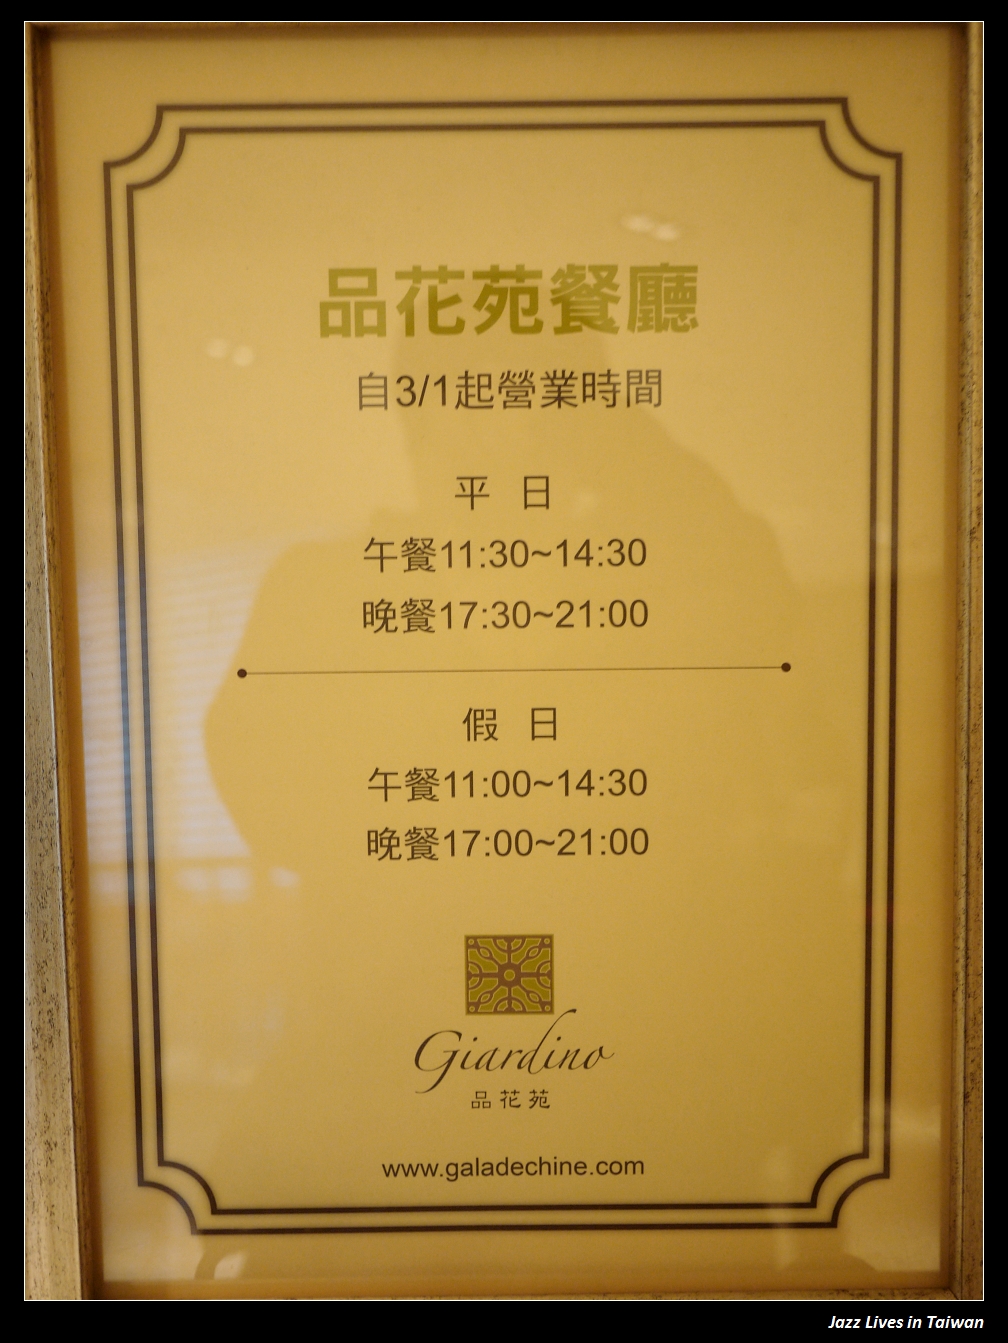 品花苑餐廳
自3/1起營業時間
平 日
午餐11:30~14:30
晚餐17:30~21:00
假 日
午餐11:00~14:30
晚餐17:00~21:00
Giardino
品花苑
www.galadechine.com
Jazz Lives in Taiwan